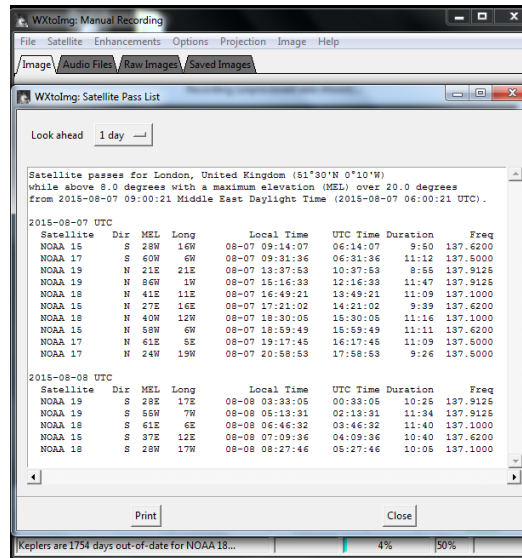 WXtoImg: Manual Recording
File Satellite Enhancements Options Projection Image Help
Image Audio Files Raw Images Saved Images
WXtoImg: Satellite Pass List
Look ahead 1 day
Satellite passes for London, United Kingdom (51°30'N 0°10'W)
while above 8.0 degrees with a maximum elevation (MEL) over 20.0 degrees
from 2015-08-07 09:00:21 Middle East Daylight Time (2015-08-07 06:00:21 UTC).
2015-08-07 UTC
Satellite Dir MEL Long Local Time UTC Time Duration Freq
NOAA 15 S 28W 16W 08-07 09:14:07 06:14:07 9:50 137.6200
NOAA 17 S 60W 6W 08-07 09:31:36 06:31:36 11:12 137.5000
NOAA 19 N 21E 21E 08-07 13:37:53 10:37:53 8:55 137.9125
NOAA 19 N 86W 1W 08-07 15:16:33 12:16:33 11:47 137.9125
NOAA 18 N 41E 11E 08-07 16:49:21 13:49:21 11:09 137.1000
NOAA 15 N 27E 16E 08-07 17:21:02 14:21:02 9:39 137.6200
NOAA 18 N 40W 12W 08-07 18:30:05 15:30:05 11:16 137.1000
NOAA 15 N 58W 6W 08-07 18:59:49 15:59:49 11:11 137.6200
NOAA 17 N 61E 5E 08-07 19:17:45 16:17:45 11:09 137.5000
NOAA 17 N 24W 19W 08-07 20:58:53 17:58:53 9:26 137.5000
2015-08-08 UTC
Satellite Dir MEL Long Local Time UTC Time Duration Freq
NOAA 19 S 28E 17E 08-08 03:33:05 00:33:05 10:25 137.9125
NOAA 19 S 55W 7W 08-08 05:13:31 02:13:31 11:34 137.9125
NOAA 18 S 61E 6E 08-08 06:46:32 03:46:32 11:40 137.1000
NOAA 15 S 37E 12E 08-08 07:09:36 04:09:36 10:40 137.6200
NOAA 18 S 28W 17W 08-08 08:27:46 05:27:46 10:05 137.1000
Print Close
Keplers are 1754 days out-of-date for NOAA 18... 4% 50%